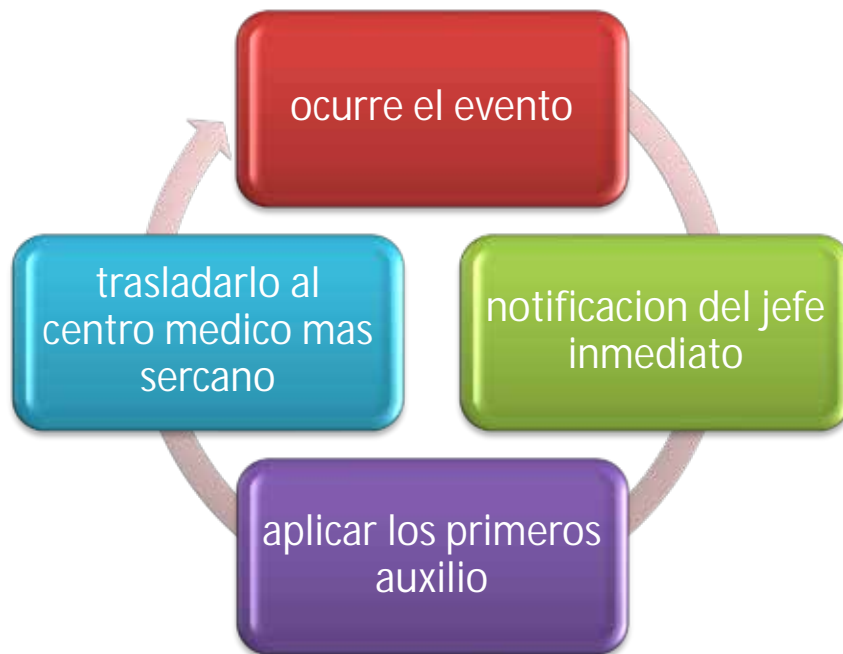 ocurre el evento
notificacion del jefe
inmediato
aplicar los primeros
auxilio
trasladarlo al
centro medico mas
sercano